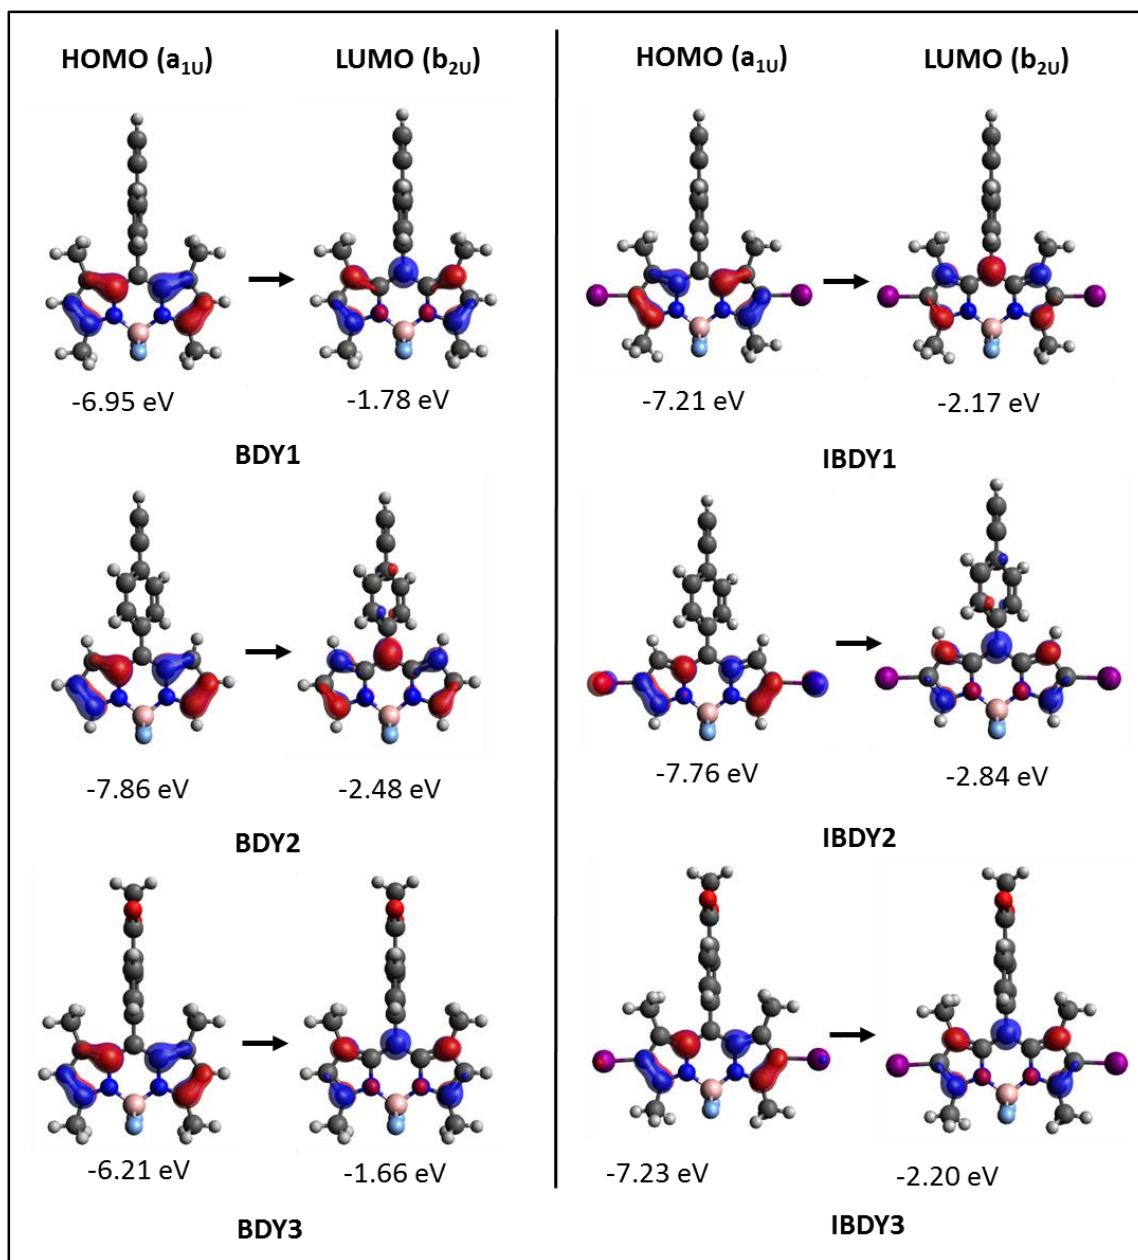 HOMO (a1U) LUMO (b2U) HOMO (a1U) LUMO (b2U)
-6.95 eV -1.78 eV -7.21 eV -2.17 eV
BDY1 IBDY1
-7.86 eV -2.48 eV -7.76 eV -2.84 eV
BDY2 IBDY2
-6.21 eV -1.66 eV -7.23 eV -2.20 eV
BDY3 IBDY3